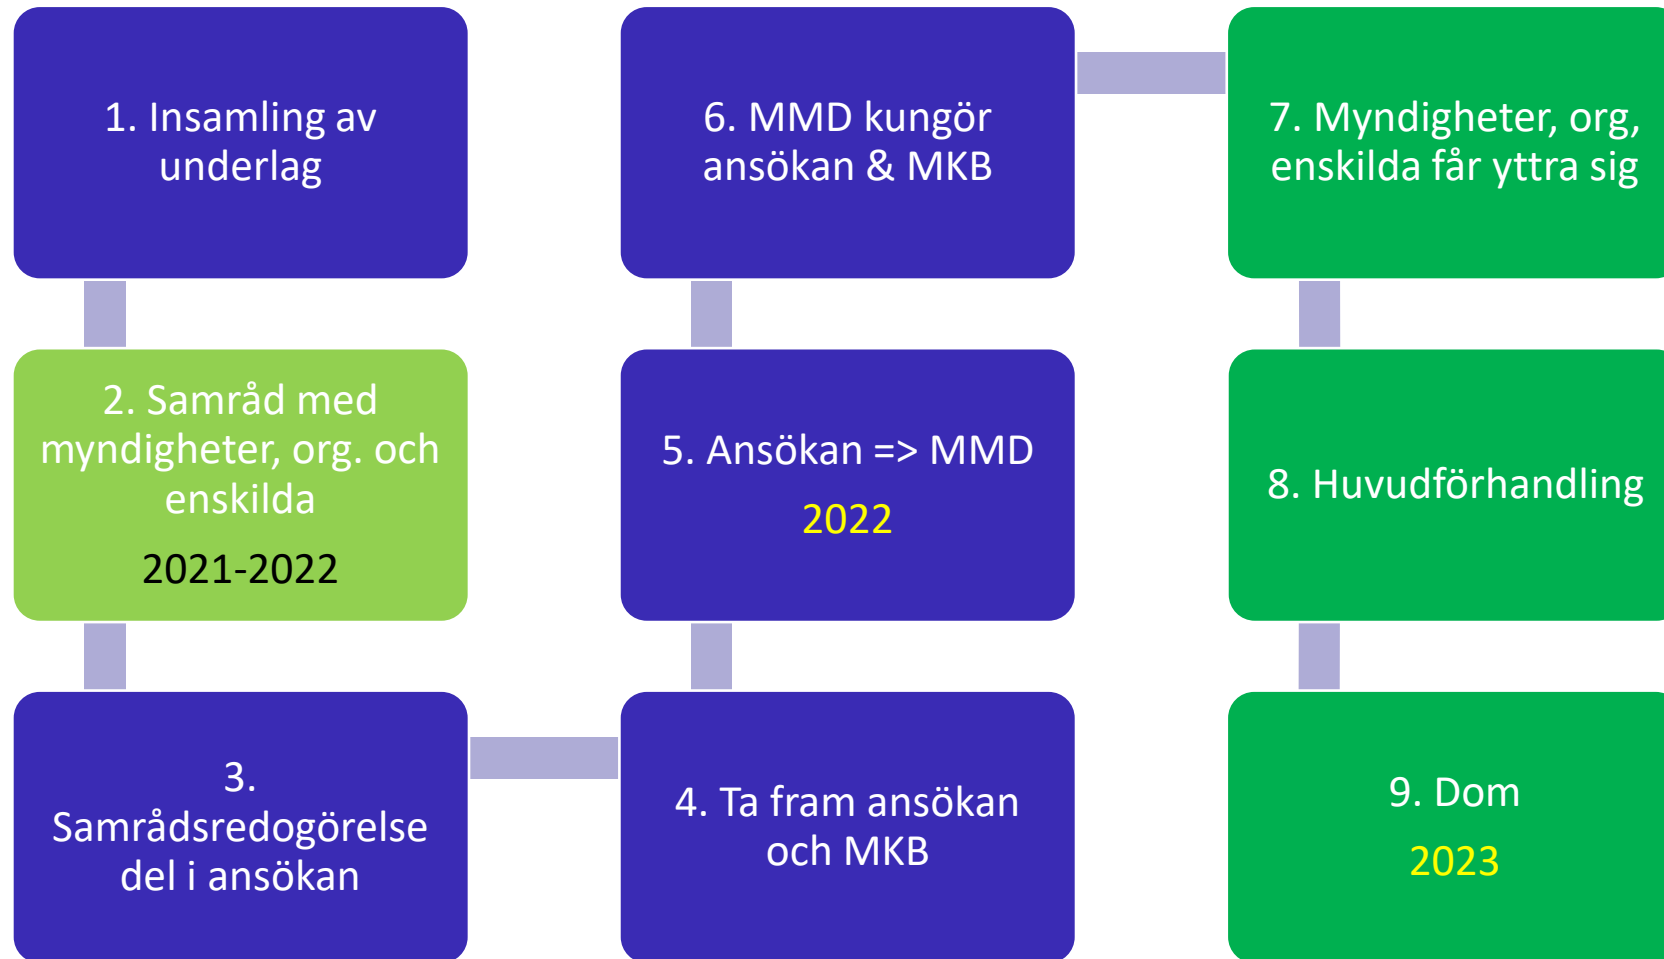 1. Insamling av
underlag
2. Samråd med
myndigheter, org. och
enskilda
2021-2022
3.
Samrådsredogörelse
del i ansökan
4. Ta fram ansökan
och MKB
5. Ansökan => MMD
2022
6. MMD kungör
ansökan & MKB
7. Myndigheter, org,
enskilda får yttra sig
8. Huvudförhandling
9. Dom
2023